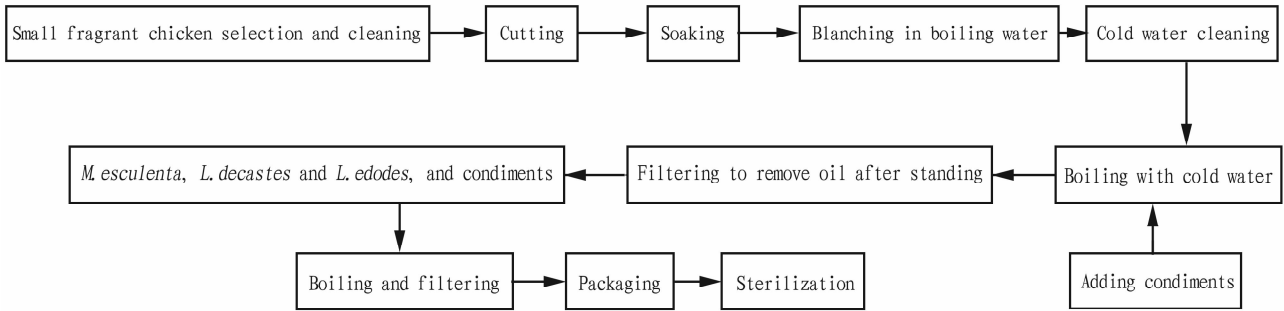 Small fragrant chicken selection and cleaning
Cutting
Soaking
Blanching in boiling water
Cold water cleaning
Boiling with cold water
Adding condiments
Filtering to remove oil after standing
M. esculenta, L. decastes and L. edodes, and condiments
Boiling and filtering
Packaging
Sterilization